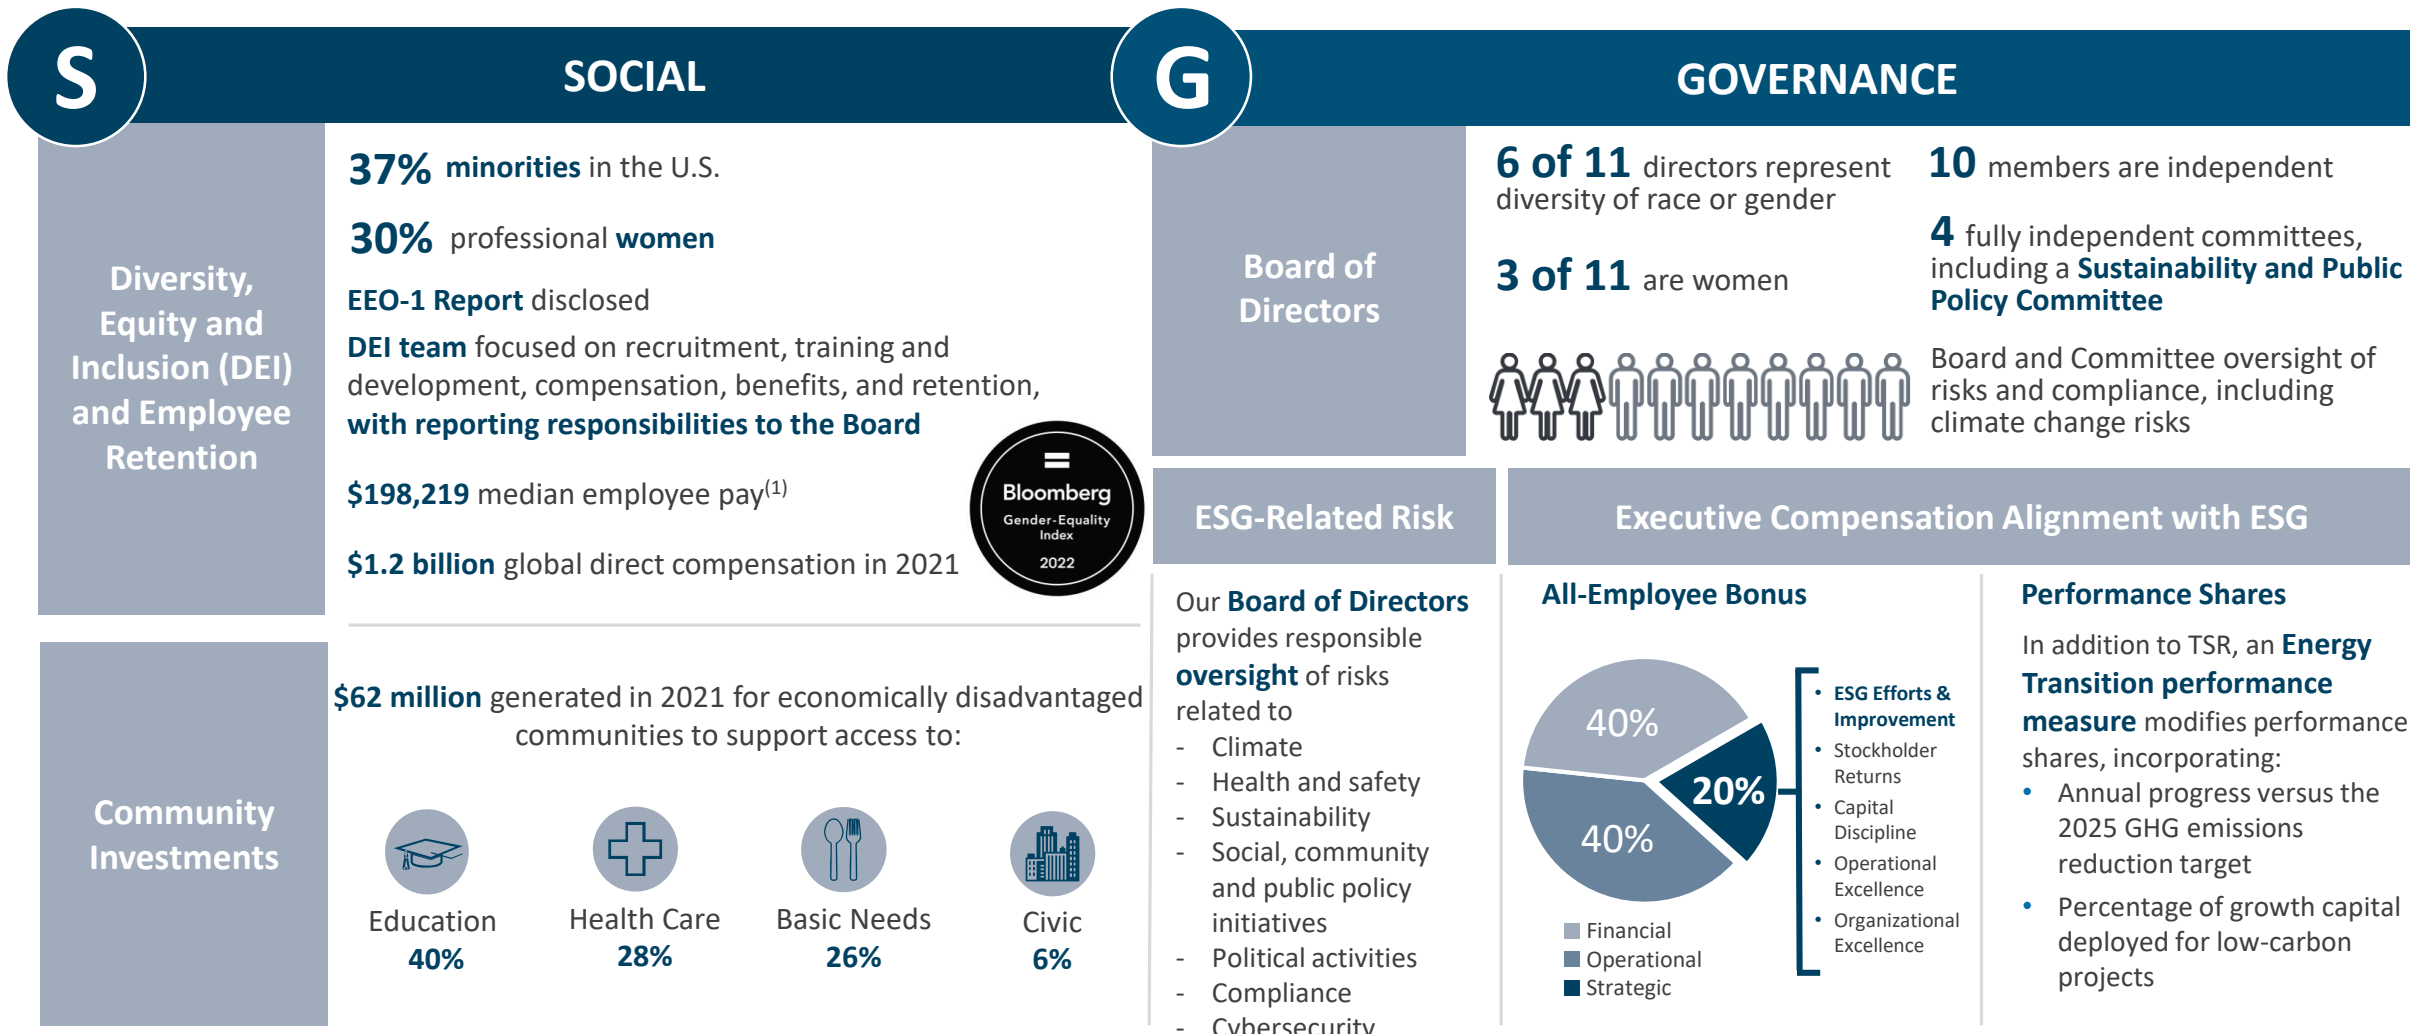 S
SOCIAL
Diversity,
Equity and
Inclusion (DEI)
and Employee
Retention
37% minorities in the U.S.
30% professional women
EEO-1 Report disclosed
DEI team focused on recruitment, training and
development, compensation, benefits, and retention,
with reporting responsibilities to the Board
$198,219 median employee pay(1)
$1.2 billion global direct compensation in 2021
Bloomberg
Gender-Equality
Index
2022
Community
Investments
$62 million generated in 2021 for economically disadvantaged
communities to support access to:
Education
40%
Health Care
28%
Basic Needs
26%
Civic
6%
G
GOVERNANCE
Board of
Directors
6 of 11 directors represent
diversity of race or gender
3 of 11 are women
10 members are independent
4 fully independent committees,
including a Sustainability and Public
Policy Committee
Board and Committee oversight of
risks and compliance, including
climate change risks
ESG-Related Risk
Our Board of Directors
provides responsible
oversight of risks
related to
- Climate
- Health and safety
- Sustainability
- Social, community
and public policy
initiatives
- Political activities
- Compliance
- Cybersecurity
Executive Compensation Alignment with ESG
All-Employee Bonus
40%
20%
40%
Financial
Operational
Strategic
• ESG Efforts &
Improvement
• Stockholder
Returns
• Capital
Discipline
• Operational
Excellence
• Organizational
Excellence
Performance Shares
In addition to TSR, an Energy
Transition performance
measure modifies performance
shares, incorporating:
• Annual progress versus the
2025 GHG emissions
reduction target
• Percentage of growth capital
deployed for low-carbon
projects